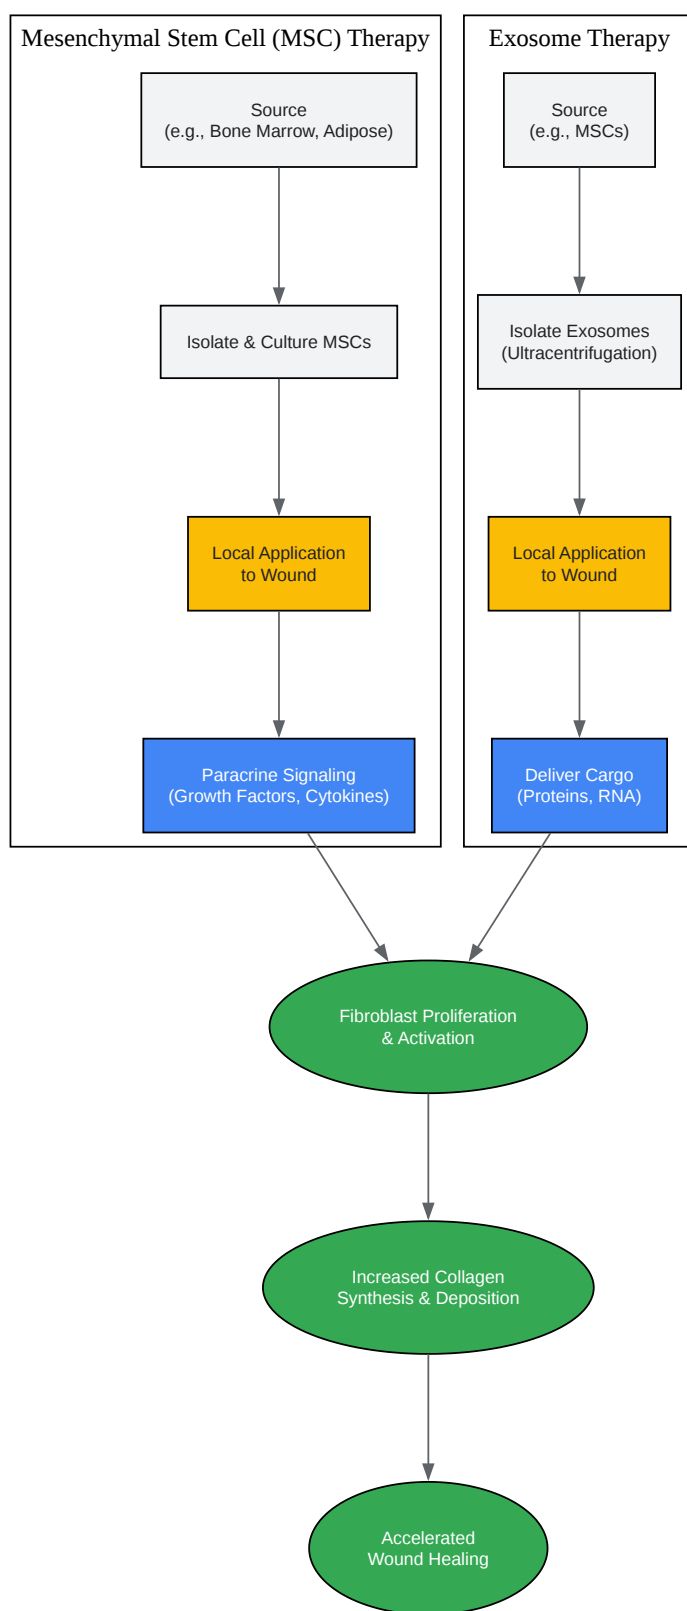 Mesenchymal Stem Cell (MSC) Therapy
Source
(e.g., Bone Marrow, Adipose)
Isolate & Culture MSCs
Local Application
to Wound
Paracrine Signaling
(Growth Factors, Cytokines)
Exosome Therapy
Source
(e.g., MSCs)
Isolate Exosomes
(Ultracentrifugation)
Local Application
to Wound
Deliver Cargo
(Proteins, RNA)
Fibroblast Proliferation
& Activation
Increased Collagen
Synthesis & Deposition
Accelerated
Wound Healing